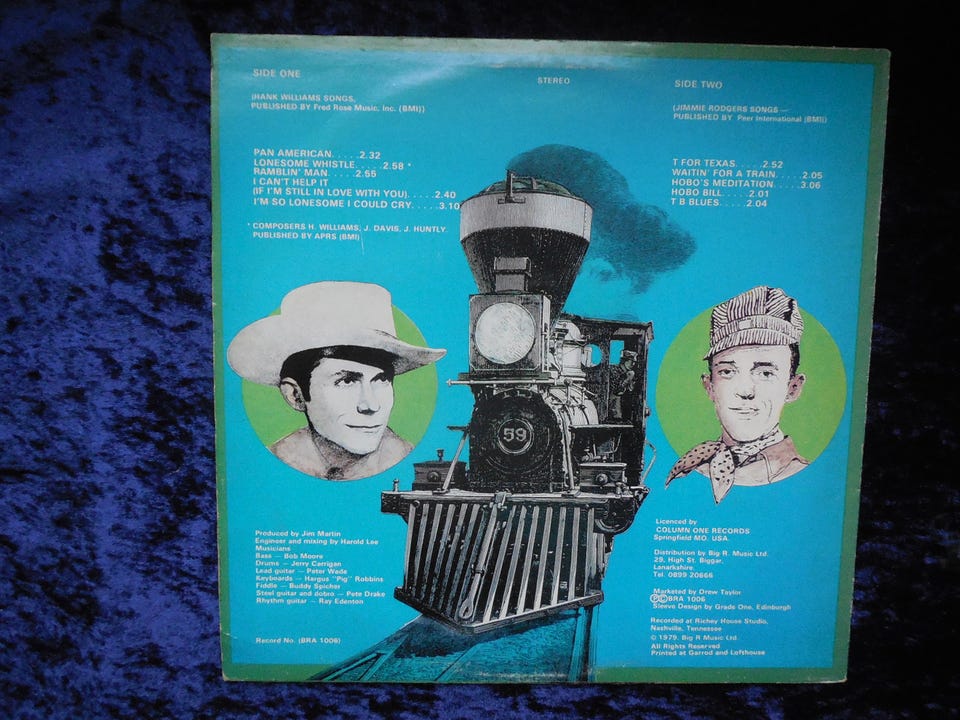 SIDE ONE
(HANK WILLIAMS SONGS,
PUBLISHED BY Fred Rose Music, Inc. (BMI))
PAN AMERICAN.....2.32
LONESOME WHISTLE.....2.58 *
RAMBLIN' MAN.....2.55
I CAN'T HELP IT
(IF I'M STILL IN LOVE WITH YOU).....2.40
I'M SO LONESOME I COULD CRY.....3.10
* COMPOSERS H. WILLIAMS, J. DAVIS, J. HUNTLY.
PUBLISHED BY APRS (BMI)
STEREO
SIDE TWO
(JIMMIE RODGERS SONGS —
PUBLISHED BY Peer International (BMI))
T FOR TEXAS.....2.52
WAITIN' FOR A TRAIN.....2.05
HOBO'S MEDITATION.....3.06
HOBO BILL.....2.01
T B BLUES.....2.04
59
Produced by Jim Martin
Engineer and mixing by Harold Lee
Musicians
Bass — Bob Moore
Drums — Jerry Carrigan
Lead guitar — Peter Wade
Keyboards — Hargus "Pig" Robbins
Fiddle — Buddy Spicher
Steel guitar and dobro — Pete Drake
Rhythm guitar — Ray Edenton
Record No. (BRA 1006)
Licenced by
COLUMN ONE RECORDS
Springfield MO. USA.
Distribution by Big R. Music Ltd.
29, High St. Biggar,
Lanarkshire.
Tel. 0899 20666
Marketed by Drew Taylor
ⓅⒸBRA 1006
Sleeve Design by Grade One, Edinburgh
Recorded at Richey House Studio,
Nashville, Tennessee
© 1979. Big R Music Ltd.
All Rights Reserved
Printed at Garrod and Lofthouse